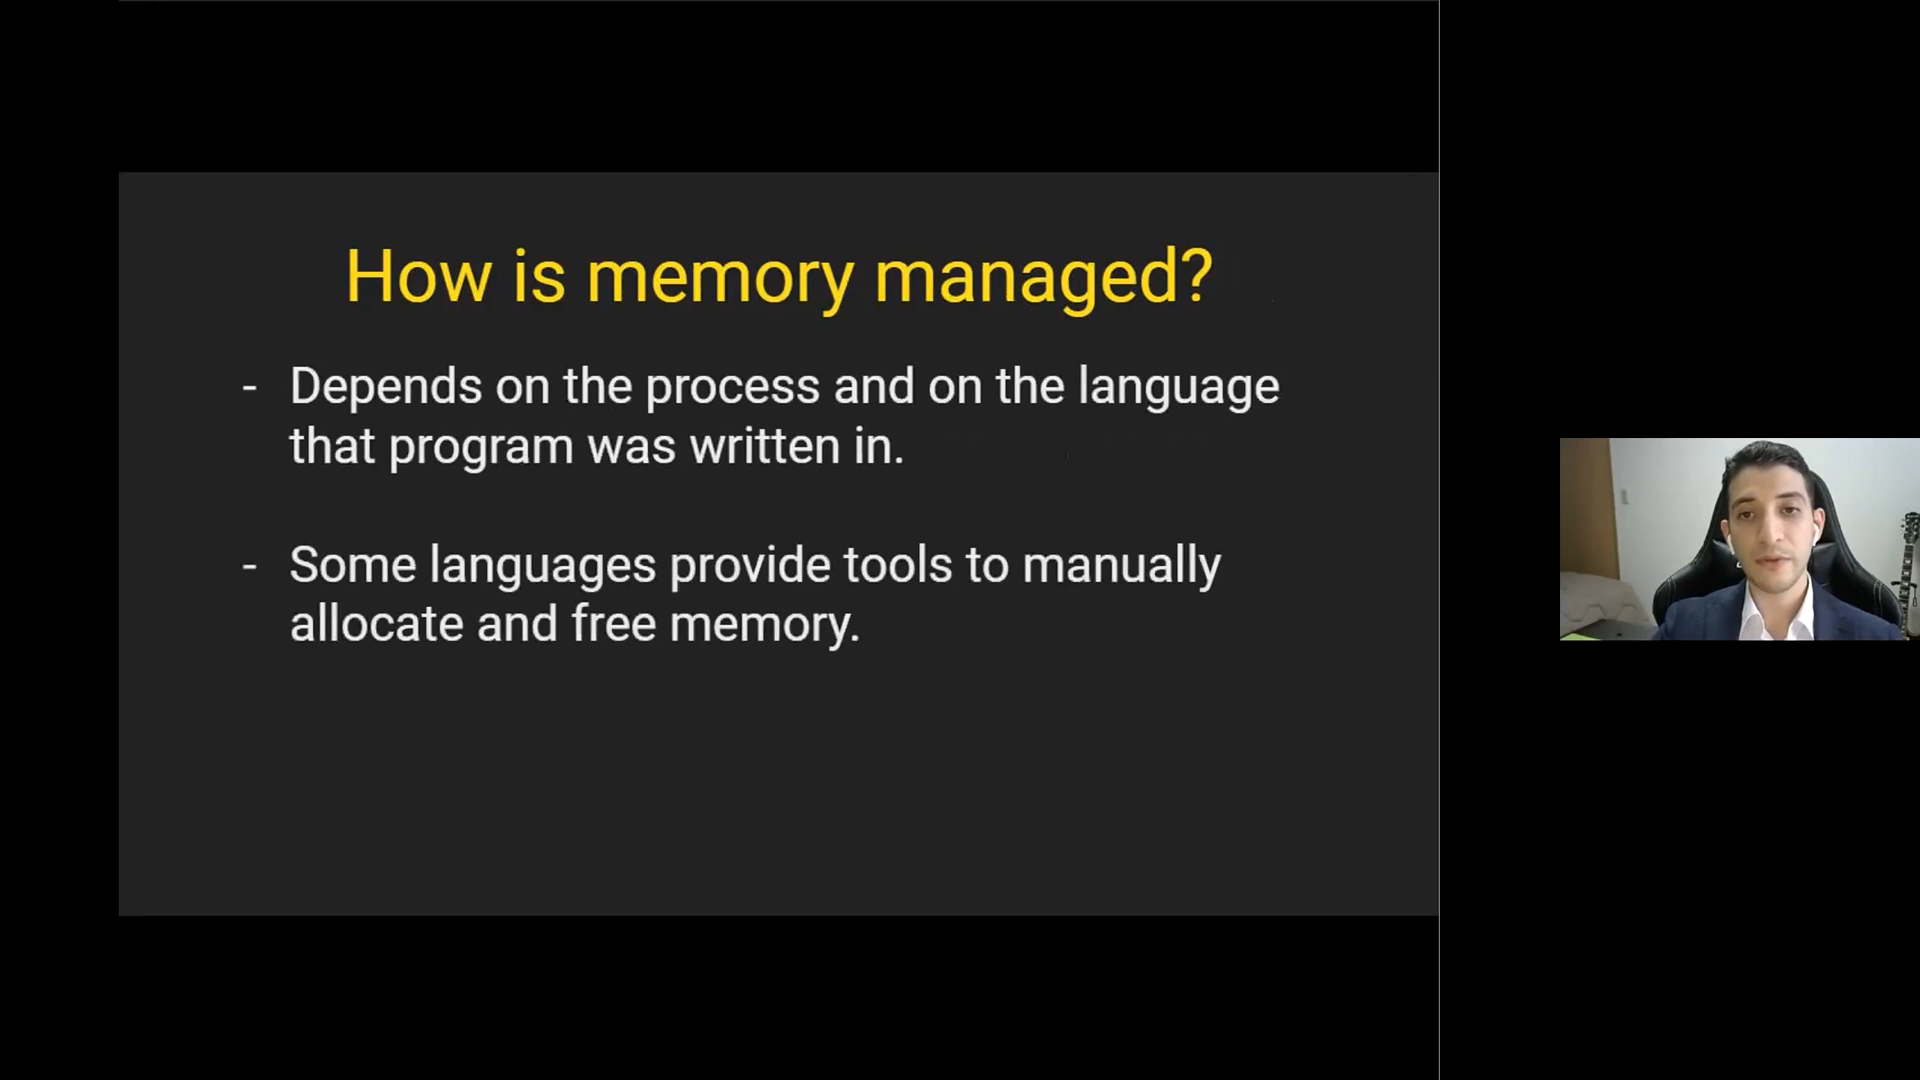 How is memory managed?
- Depends on the process and on the language
that program was written in.
- Some languages provide tools to manually
allocate and free memory.